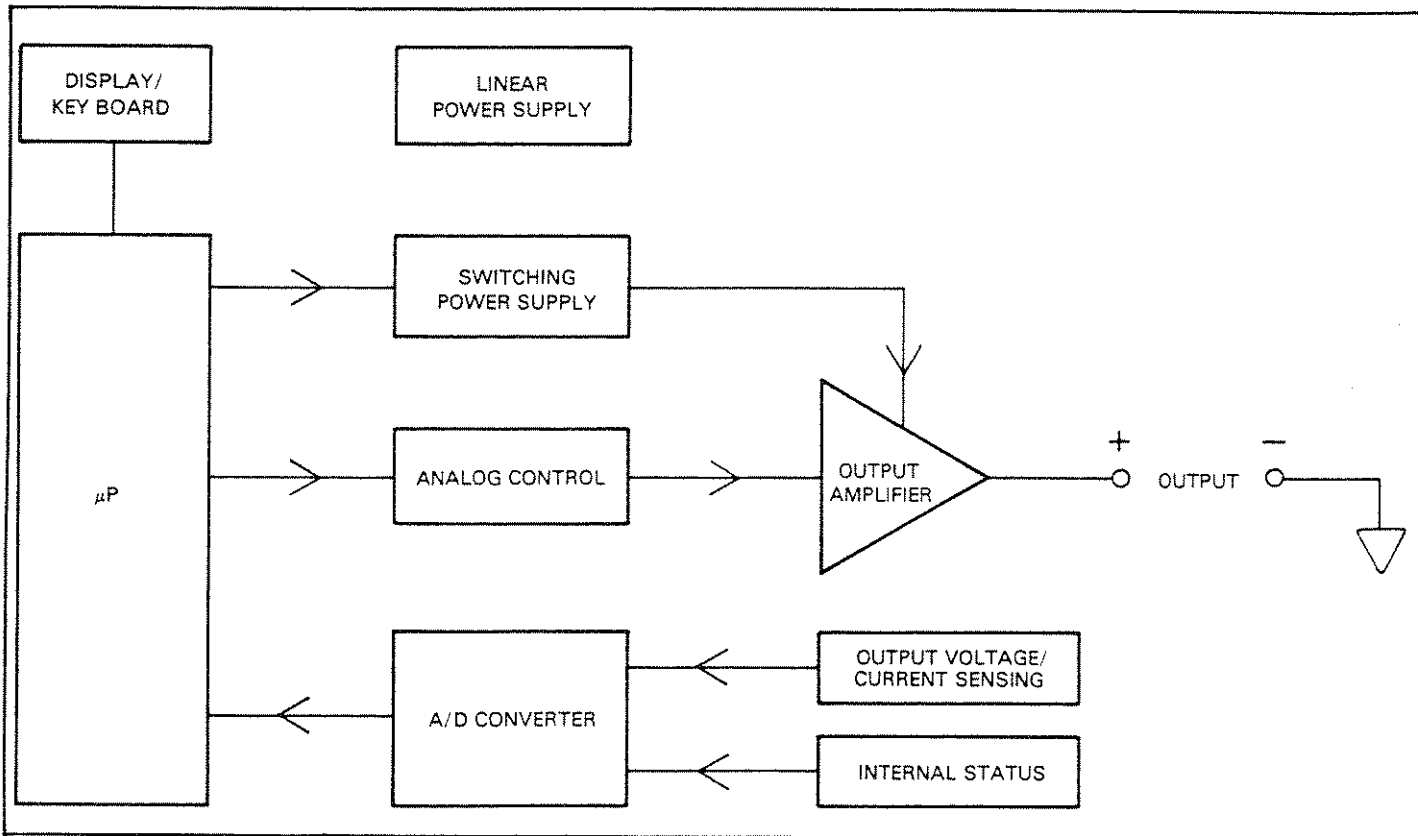 DISPLAY/
KEY BOARD
LINEAR
POWER SUPPLY
SWITCHING
POWER SUPPLY
μP
ANALOG CONTROL
OUTPUT
AMPLIFIER
+
OUTPUT
−
A/D CONVERTER
OUTPUT VOLTAGE/
CURRENT SENSING
INTERNAL STATUS